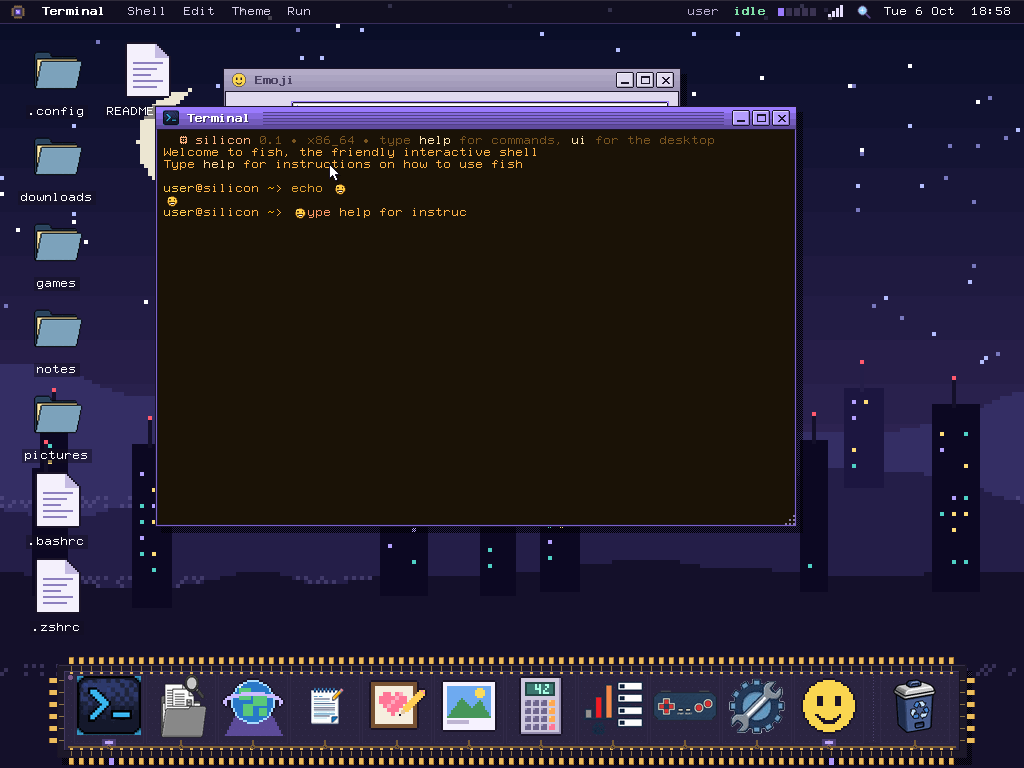 Terminal Shell Edit Theme Run user idle Tue 6 Oct 18:58
.config
README
downloads
games
notes
pictures
.bashrc
.zshrc
Emoji
Terminal
silicon 0.1 • x86_64 • type help for commands, ui for the desktop
Welcome to fish, the friendly interactive shell
Type help for instructions on how to use fish
user@silicon ~> echo 😄
😄
user@silicon ~> 😄ype help for instruc
42